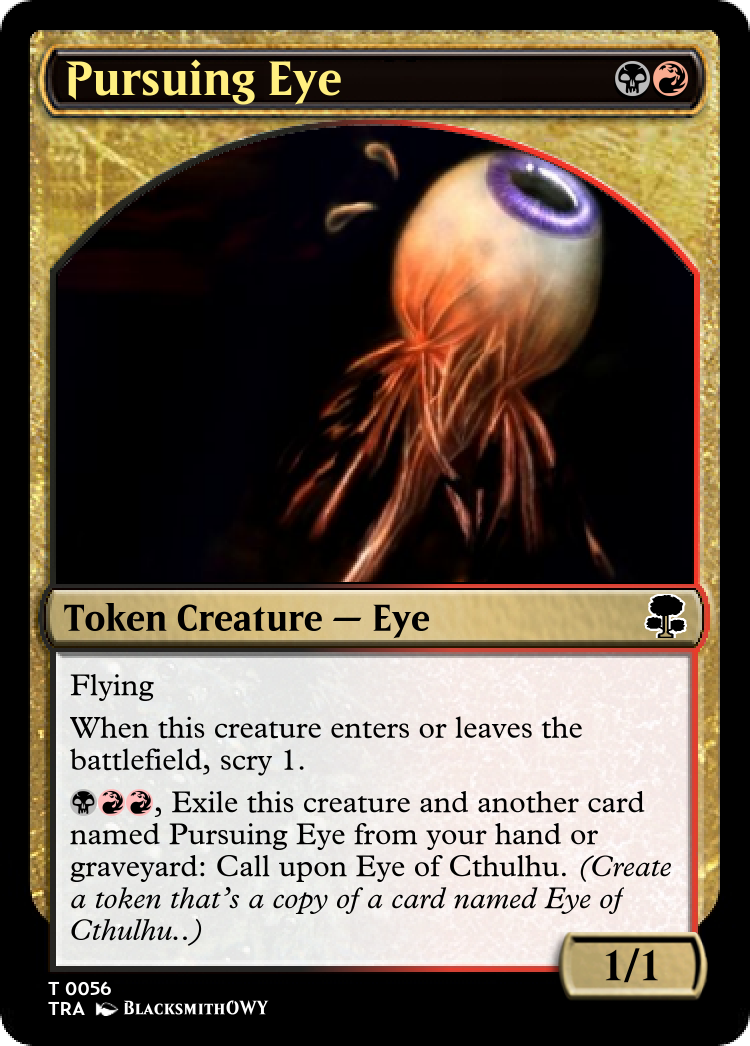 Pursuing Eye
Token Creature — Eye
Flying
When this creature enters or leaves the
battlefield, scry 1.
, Exile this creature and another card
named Pursuing Eye from your hand or
graveyard: Call upon Eye of Cthulhu. (Create
a token that's a copy of a card named Eye of
Cthulhu..)
1/1
T 0056
TRA BLACKSMITHOWY